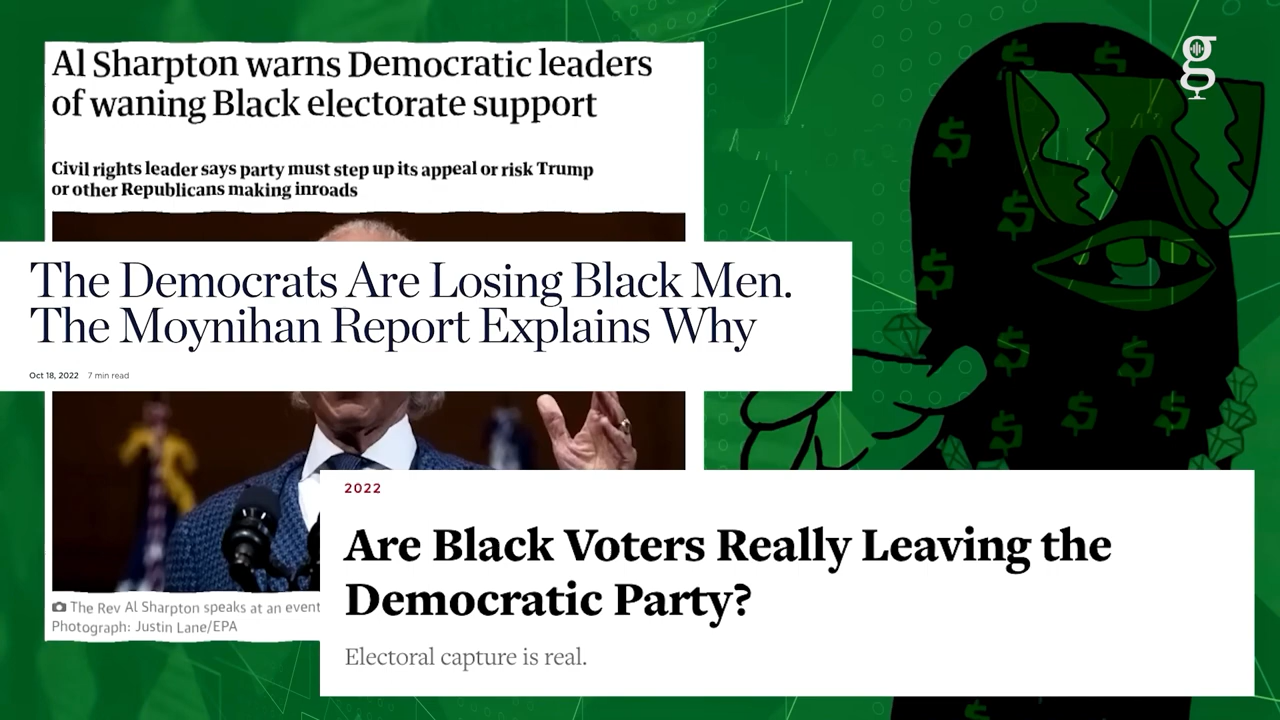 Al Sharpton warns Democratic leaders
of waning Black electorate support
Civil rights leader says party must step up its appeal or risk Trump
or other Republicans making inroads
The Democrats Are Losing Black Men.
The Moynihan Report Explains Why
Oct 18, 2022 7 min read
2022
Are Black Voters Really Leaving the
Democratic Party?
Electoral capture is real.
The Rev Al Sharpton speaks at an event
Photograph: Justin Lane/EPA
g